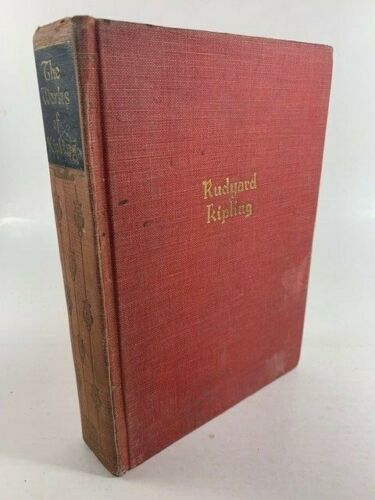 The
Works
of
Kipling
Rudyard
Kipling